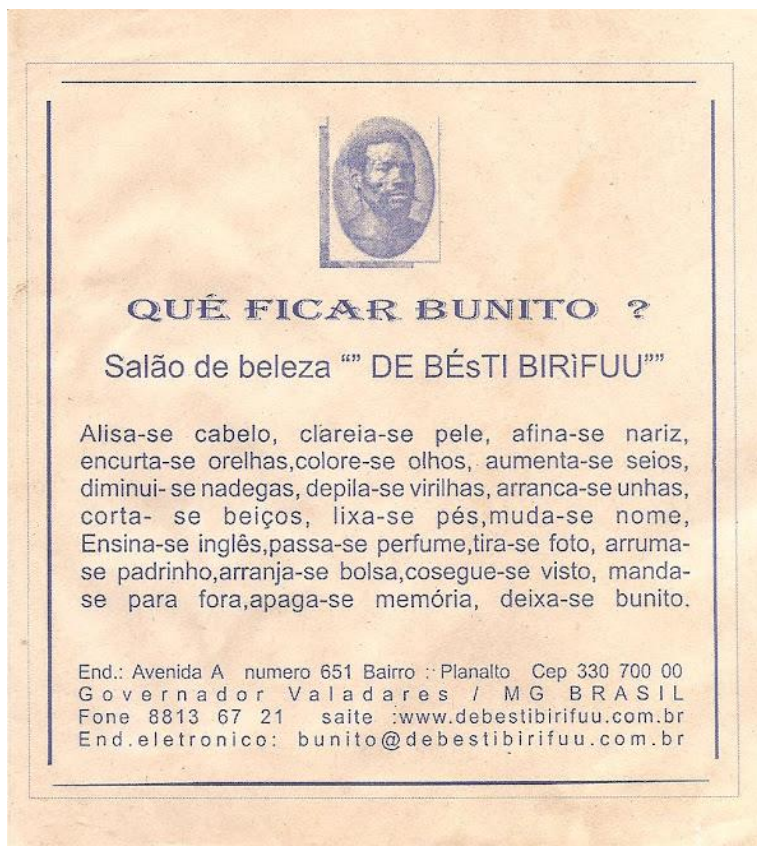 QUÉ FICAR BUNITO ?
Salão de beleza “” DE BÉsTI BIRìFUU””
Alisa-se cabelo, clareia-se pele, afina-se nariz,
encurta-se orelhas,colore-se olhos, aumenta-se seios,
diminui- se nadegas, depila-se virilhas, arranca-se unhas,
corta- se beiços, lixa-se pés,muda-se nome,
Ensina-se inglês,passa-se perfume,tira-se foto, arruma-
se padrinho,arranja-se bolsa,cosegue-se visto, manda-
se para fora,apaga-se memória, deixa-se bunito.
End.: Avenida A numero 651 Bairro : Planalto Cep 330 700 00
Governador Valadares / MG BRASIL
Fone 8813 67 21 saite :www.debestibirifuu.com.br
End.eletronico: bunito@debestibirifuu.com.br